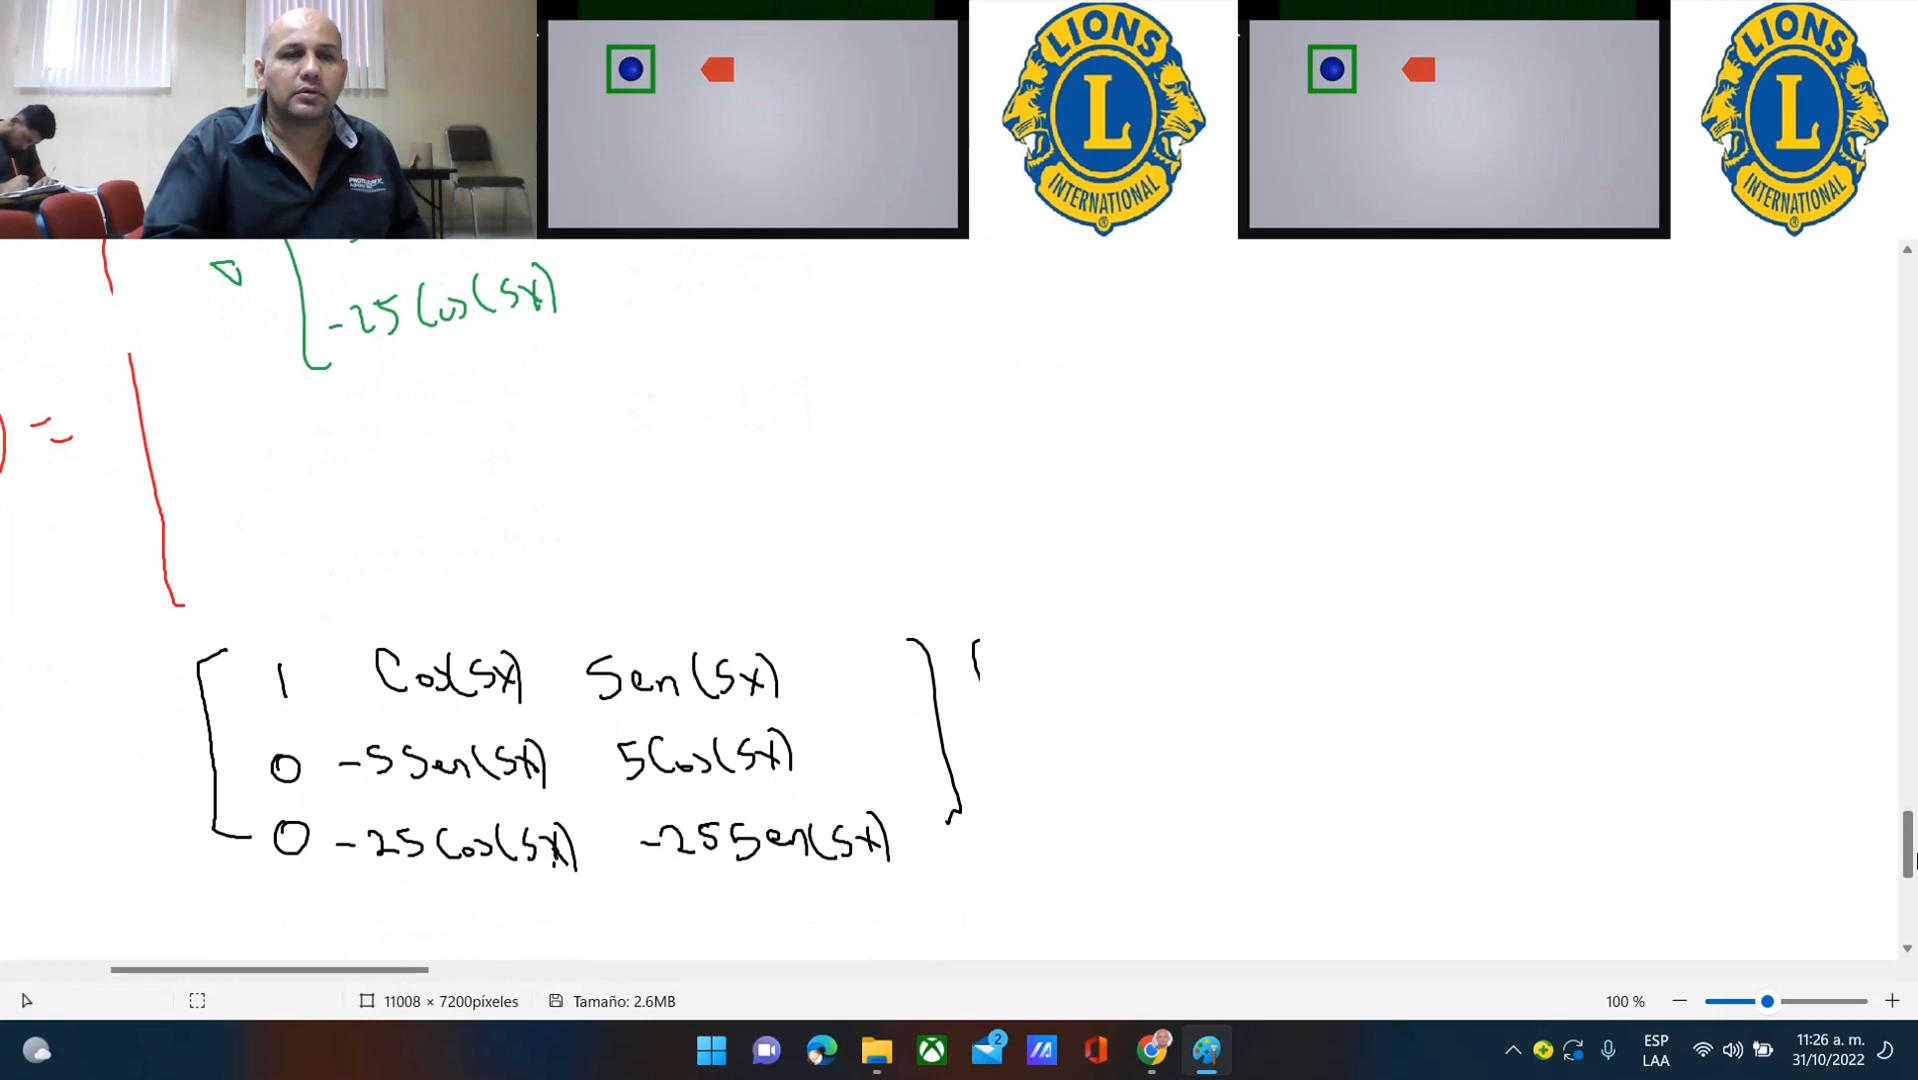 LIONS
L
INTERNATIONAL
®
LIONS
L
INTERNATIONAL
®
-25 Cos(5x)
) =
1 Cos(5x) Sen(5x)
0 -5Sen(5x) 5Cos(5x)
0 -25Cos(5x) -25Sen(5x)
11008 × 7200píxeles Tamaño: 2.6MB 100 %
2
ESP
LAA
11:26 a. m.
31/10/2022